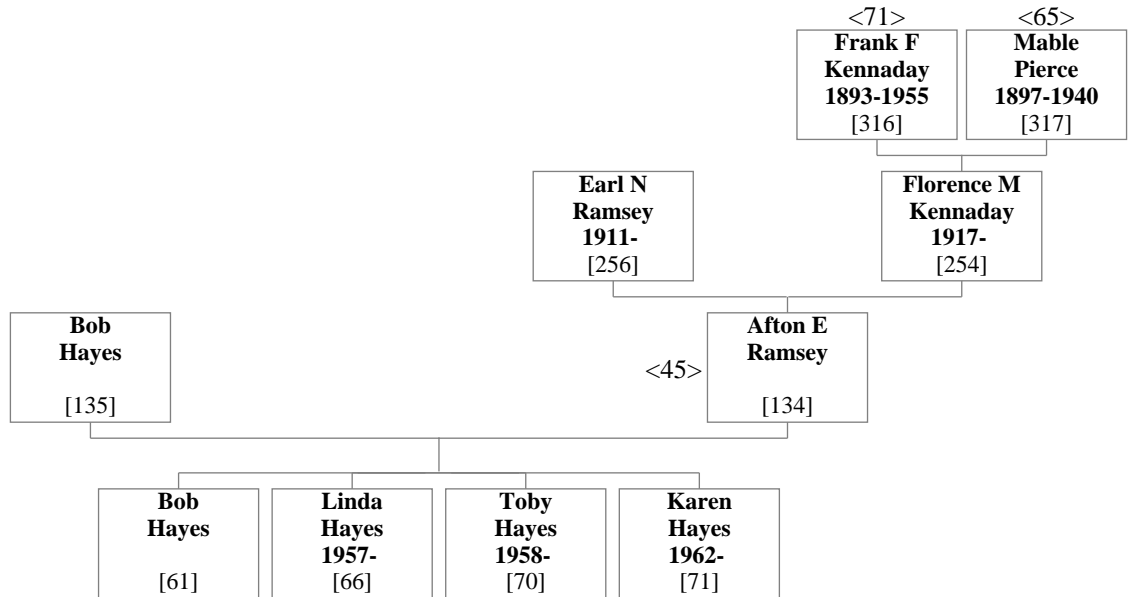 <71>
Frank F
Kennaday
1893-1955
[316]
<65>
Mable
Pierce
1897-1940
[317]
Earl N
Ramsey
1911-
[256]
Florence M
Kennaday
1917-
[254]
Bob
Hayes
[135]
<45>
Afton E
Ramsey
[134]
Bob
Hayes
[61]
Linda
Hayes
1957-
[66]
Toby
Hayes
1958-
[70]
Karen
Hayes
1962-
[71]